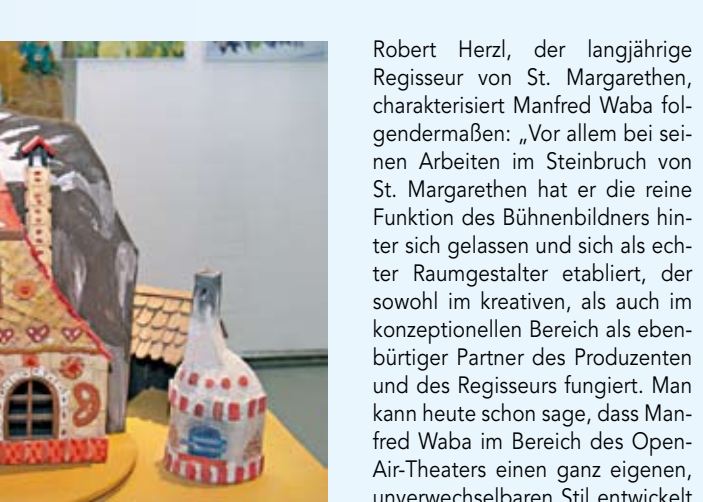 Robert Herzl, der langjährige
Regisseur von St. Margarethen,
charakterisiert Manfred Waba fol-
gendermaßen: „Vor allem bei sei-
nen Arbeiten im Steinbruch von
St. Margarethen hat er die reine
Funktion des Bühnenbildners hin-
ter sich gelassen und sich als ech-
ter Raumgestalter etabliert, der
sowohl im kreativen, als auch im
konzeptionellen Bereich als eben-
bürtiger Partner des Produzenten
und des Regisseurs fungiert. Man
kann heute schon sage, dass Man-
fred Waba im Bereich des Open-
Air-Theaters einen ganz eigenen,
unverwechselbaren Stil entwickelt